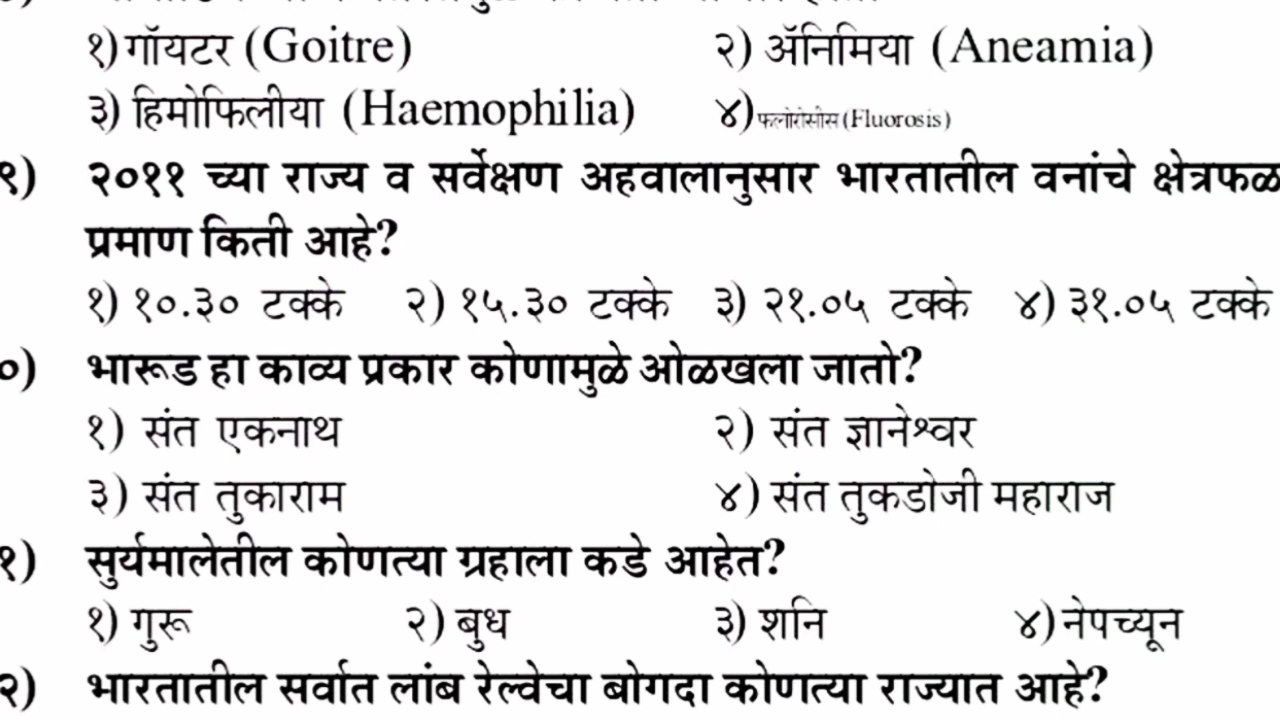 १) गॉयटर (Goitre) २) ॲनिमिया (Aneamia)
३) हिमोफिलीया (Haemophilia) ४) फ्लोरोसीस (Fluorosis)
९) २०११ च्या राज्य व सर्वेक्षण अहवालानुसार भारतातील वनांचे क्षेत्रफळ
प्रमाण किती आहे?
१) १०.३० टक्के २) १५.३० टक्के ३) २१.०५ टक्के ४) ३१.०५ टक्के
०) भारूड हा काव्य प्रकार कोणामुळे ओळखला जातो?
१) संत एकनाथ २) संत ज्ञानेश्वर
३) संत तुकाराम ४) संत तुकडोजी महाराज
१) सुर्यमालेतील कोणत्या ग्रहाला कडे आहेत?
१) गुरू २) बुध ३) शनि ४) नेपच्यून
२) भारतातील सर्वात लांब रेल्वेचा बोगदा कोणत्या राज्यात आहे?